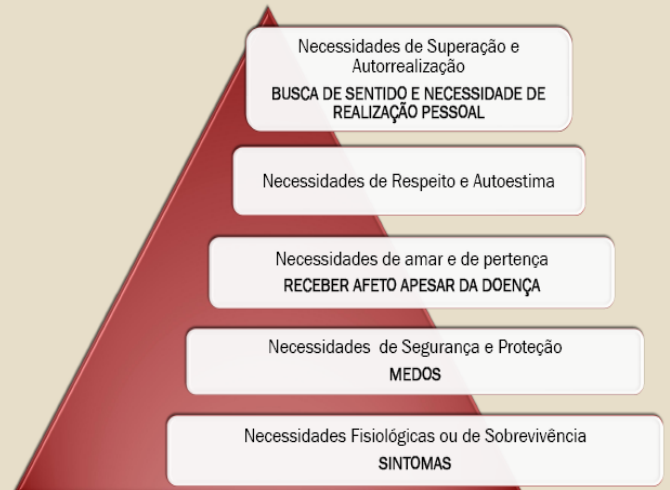 Necessidades de Superação e
Autorrealização
BUSCA DE SENTIDO E NECESSIDADE DE
REALIZAÇÃO PESSOAL
Necessidades de Respeito e Autoestima
Necessidades de amar e de pertença
RECEBER AFETO APESAR DA DOENÇA
Necessidades de Segurança e Proteção
MEDOS
Necessidades Fisiológicas ou de Sobrevivência
SINTOMAS